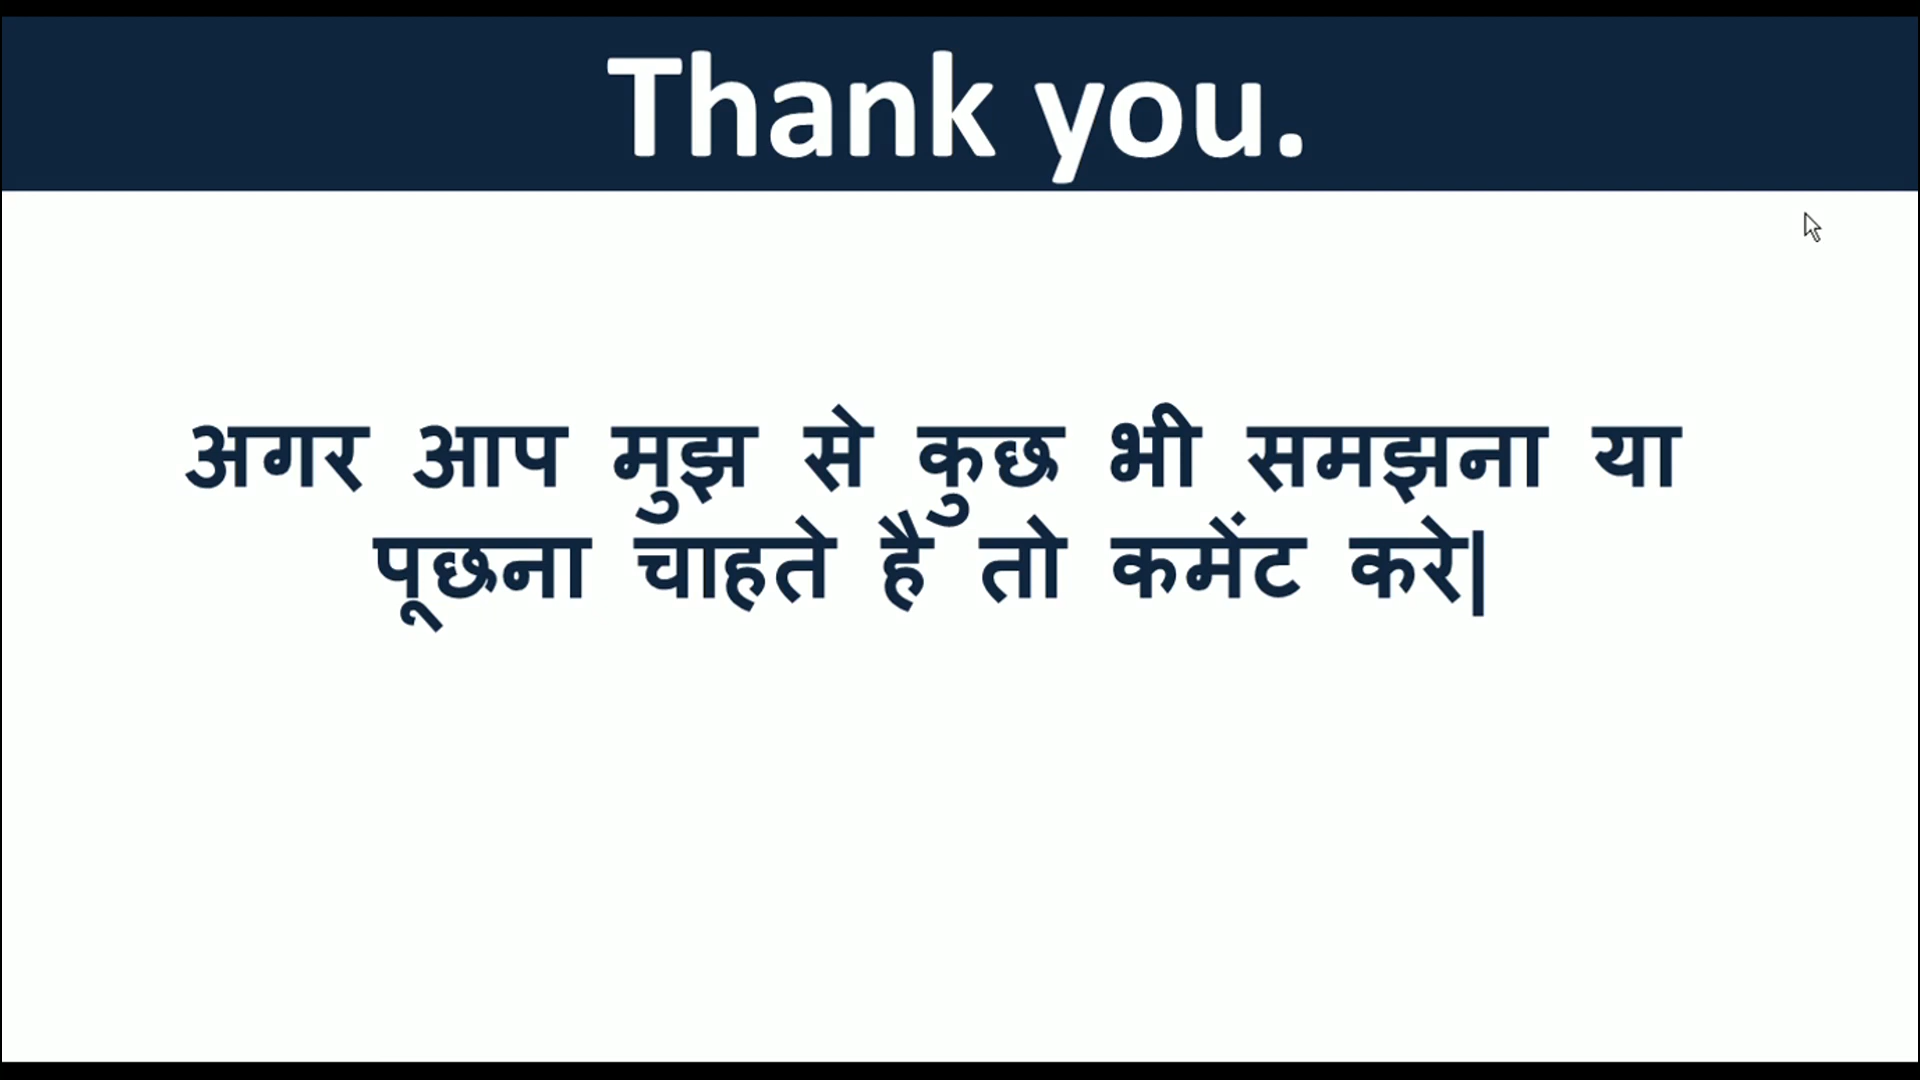 Thank you.
अगर आप मुझ से कुछ भी समझना या
पूछना चाहते है तो कमेंट करे|